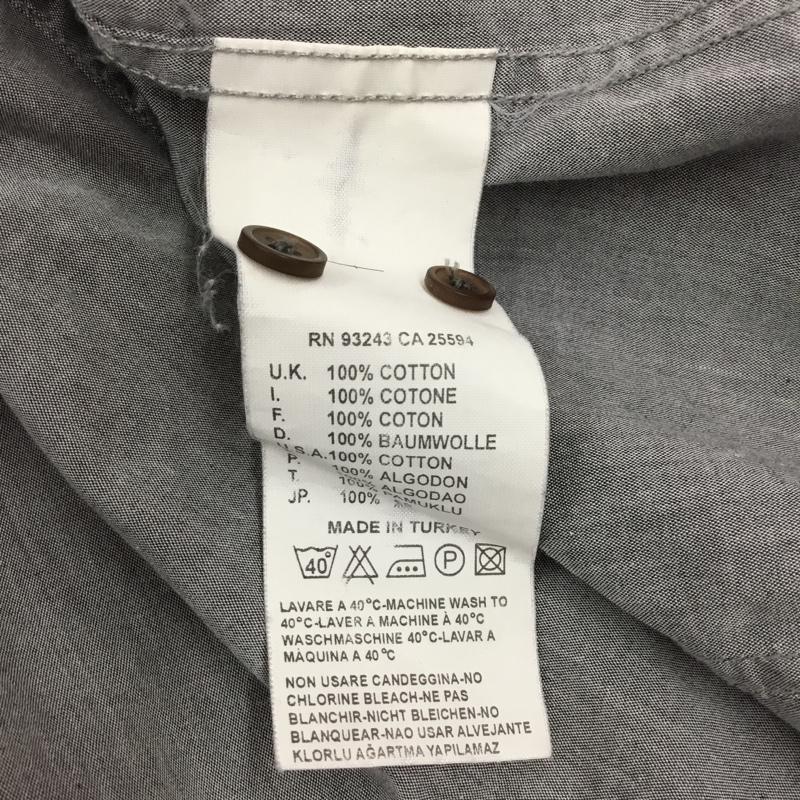 RN 93243 CA 25594
U.K. 100% COTTON
I. 100% COTONE
F. 100% COTON
D. 100% BAUMWOLLE
U.S.A. 100% COTTON
P. 100% ALGODON
T. 100% ALGODAO
JP. 100% PAMUKLU
MADE IN TURKEY
40°
P
LAVARE A 40°C-MACHINE WASH TO
40°C-LAVER A MACHINE À 40°C
WASCHMASCHINE 40°C-LAVAR A
MÀQUINA A 40°C
NON USARE CANDEGGINA-NO
CHLORINE BLEACH-NE PAS
BLANCHIR-NICHT BLEICHEN-NO
BLANQUEAR-NAO USAR ALVEJANTE
KLORLU AĞARTMA YAPILAMAZ